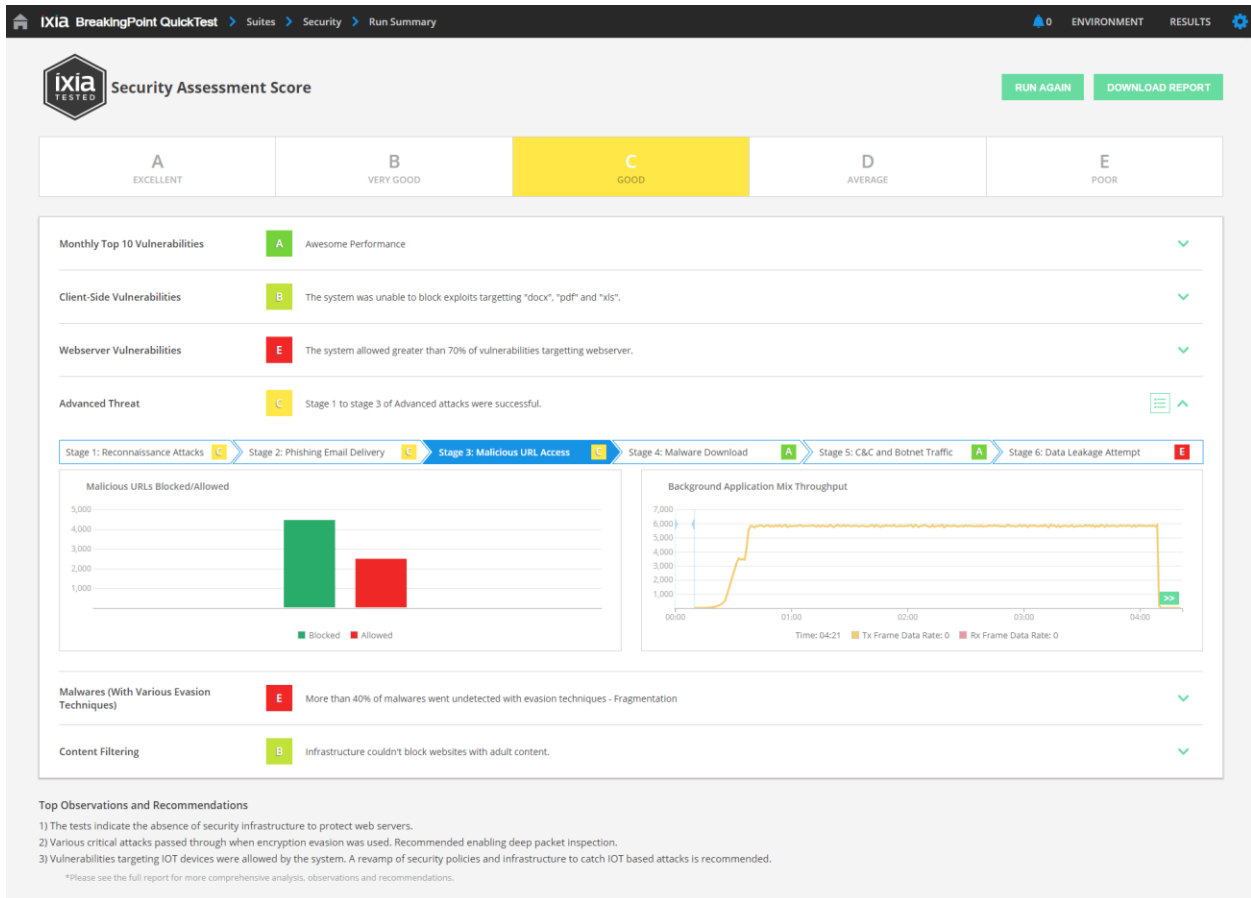 IXIA BreakingPoint QuickTest > Suites > Security > Run Summary
0 ENVIRONMENT RESULTS
ixia TESTED
Security Assessment Score
RUN AGAIN DOWNLOAD REPORT
A B C D E
EXCELLENT VERY GOOD GOOD AVERAGE POOR
Monthly Top 10 Vulnerabilities A Awesome Performance
Client-Side Vulnerabilities B The system was unable to block exploits targetting "docx", "pdf" and "xls".
Webserver Vulnerabilities E The system allowed greater than 70% of vulnerabilities targetting webserver.
Advanced Threat C Stage 1 to stage 3 of Advanced attacks were successful.
Stage 1: Reconnaissance Attacks C Stage 2: Phishing Email Delivery C Stage 3: Malicious URL Access C Stage 4: Malware Download A Stage 5: C&C and Botnet Traffic A Stage 6: Data Leakage Attempt E
Malicious URLs Blocked/Allowed
5,000
4,000
3,000
2,000
1,000
Blocked Allowed
Background Application Mix Throughput
7,000
6,000
5,000
4,000
3,000
2,000
1,000
>>
00:00 01:00 02:00 03:00 04:00
Time: 04:21 Tx Frame Data Rate: 0 Rx Frame Data Rate: 0
Malwares (With Various Evasion
Techniques)
E More than 40% of malwares went undetected with evasion techniques - Fragmentation
Content Filtering B Infrastructure couldn't block websites with adult content.
Top Observations and Recommendations
1) The tests indicate the absence of security infrastructure to protect web servers.
2) Various critical attacks passed through when encryption evasion was used. Recommended enabling deep packet inspection.
3) Vulnerabilities targeting IOT devices were allowed by the system. A revamp of security policies and infrastructure to catch IOT based attacks is recommended.
*Please see the full report for more comprehensive analysis, observations and recommendations.